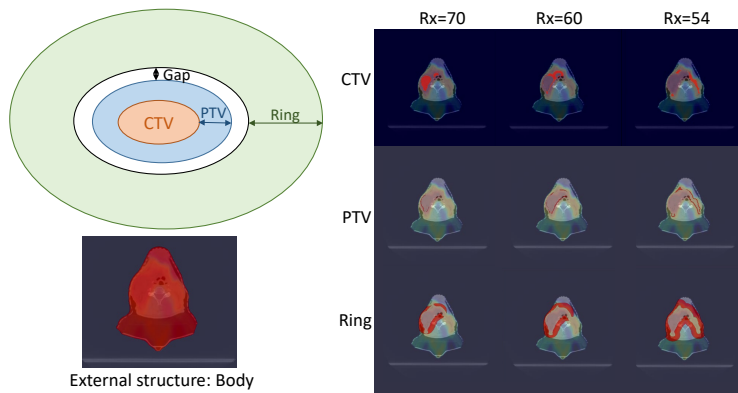 Rx=70 Rx=60 Rx=54
Gap
CTV
PTV
CTV
Ring
PTV
Ring
External structure: Body